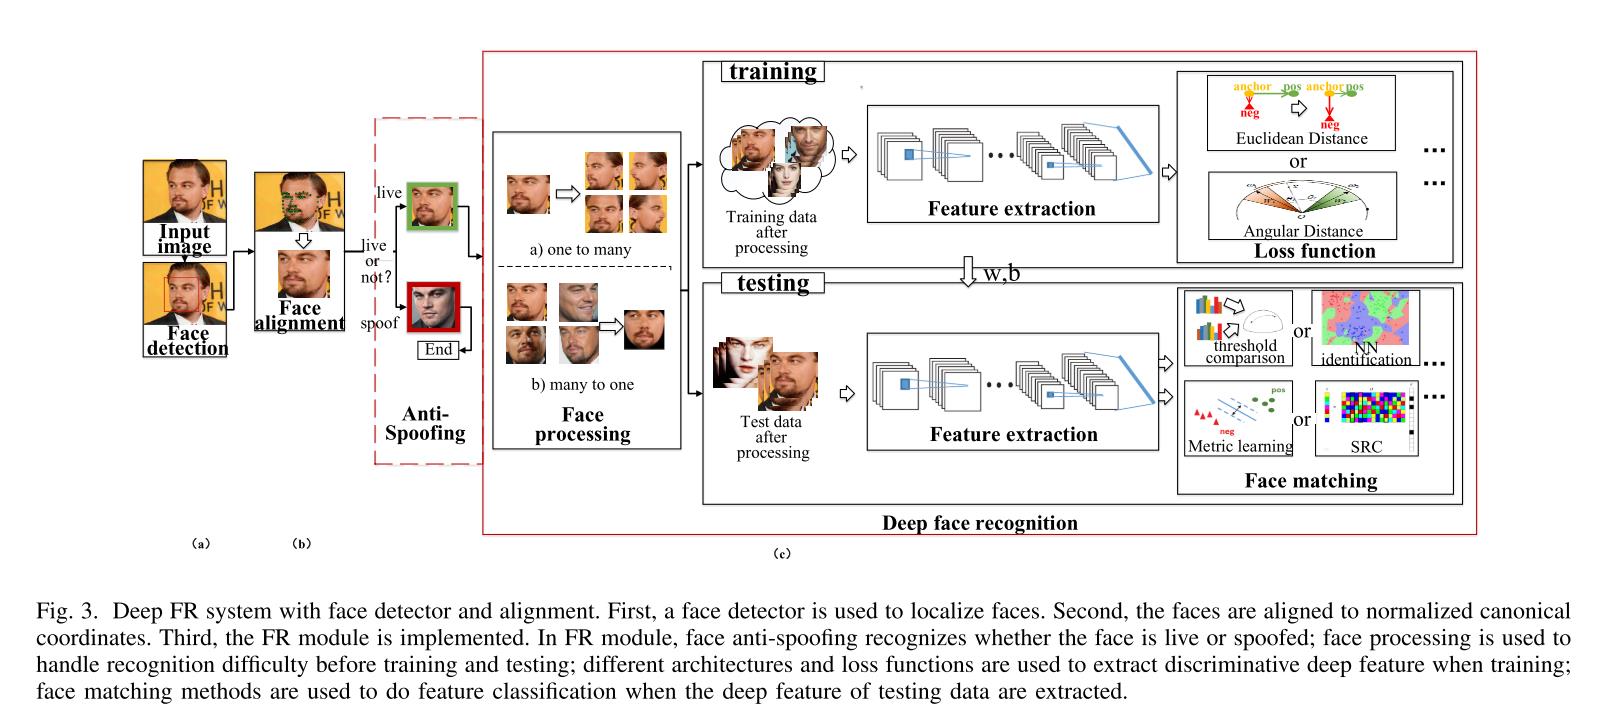 Input
image
Face
detection
Face
alignment
live
live
or
not?
spoof
End
Anti-
Spoofing
a) one to many
b) many to one
Face
processing
training
Training data
after
processing
Feature extraction
anchor pos anchor pos
neg
neg
Euclidean Distance
or
Angular Distance
Loss function
...
...
w,b
testing
Test data
after
processing
Feature extraction
threshold
comparison
or
NN
identification
...
pos
neg
Metric learning
or
SRC
...
Face matching
Deep face recognition
(a)
(b)
(c)
Fig. 3. Deep FR system with face detector and alignment. First, a face detector is used to localize faces. Second, the faces are aligned to normalized canonical
coordinates. Third, the FR module is implemented. In FR module, face anti-spoofing recognizes whether the face is live or spoofed; face processing is used to
handle recognition difficulty before training and testing; different architectures and loss functions are used to extract discriminative deep feature when training;
face matching methods are used to do feature classification when the deep feature of testing data are extracted.